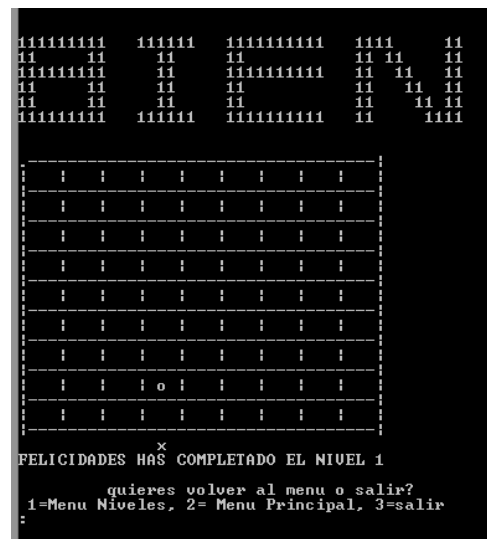 111111111   111111   1111111111   1111     11
11     11     11     11           11 11    11
111111111     11     1111111111   11  11   11
11     11     11     11           11   11  11
11     11     11     11           11    11 11
111111111   111111   1111111111   11     1111
x
o
FELICIDADES HAS COMPLETADO EL NIVEL 1
quieres volver al menu o salir?
1=Menu Niveles, 2= Menu Principal, 3=salir
: